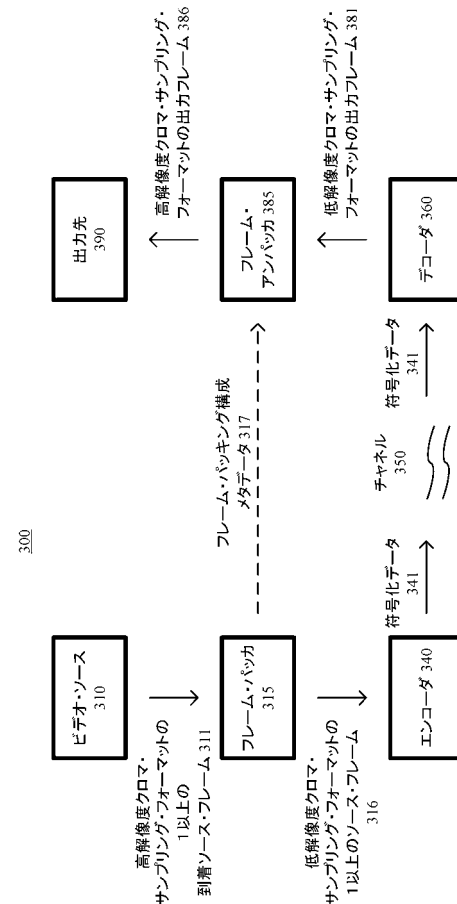 300
ビデオ・ソース
310
高解像度クロマ・
サンプリング・フォーマットの
1以上の
到着ソース・フレーム 311
フレーム・パッカ
315
低解像度クロマ・
サンプリング・フォーマットの
1以上のソース・フレーム
316
エンコーダ 340
符号化データ
341
チャネル
350
符号化データ
341
デコーダ 360
低解像度クロマ・サンプリング・
フォーマットの出力フレーム 381
フレーム・
アンパッカ 385
フレーム・パッキング構成
メタデータ 317
高解像度クロマ・サンプリング・
フォーマットの出力フレーム 386
出力先
390